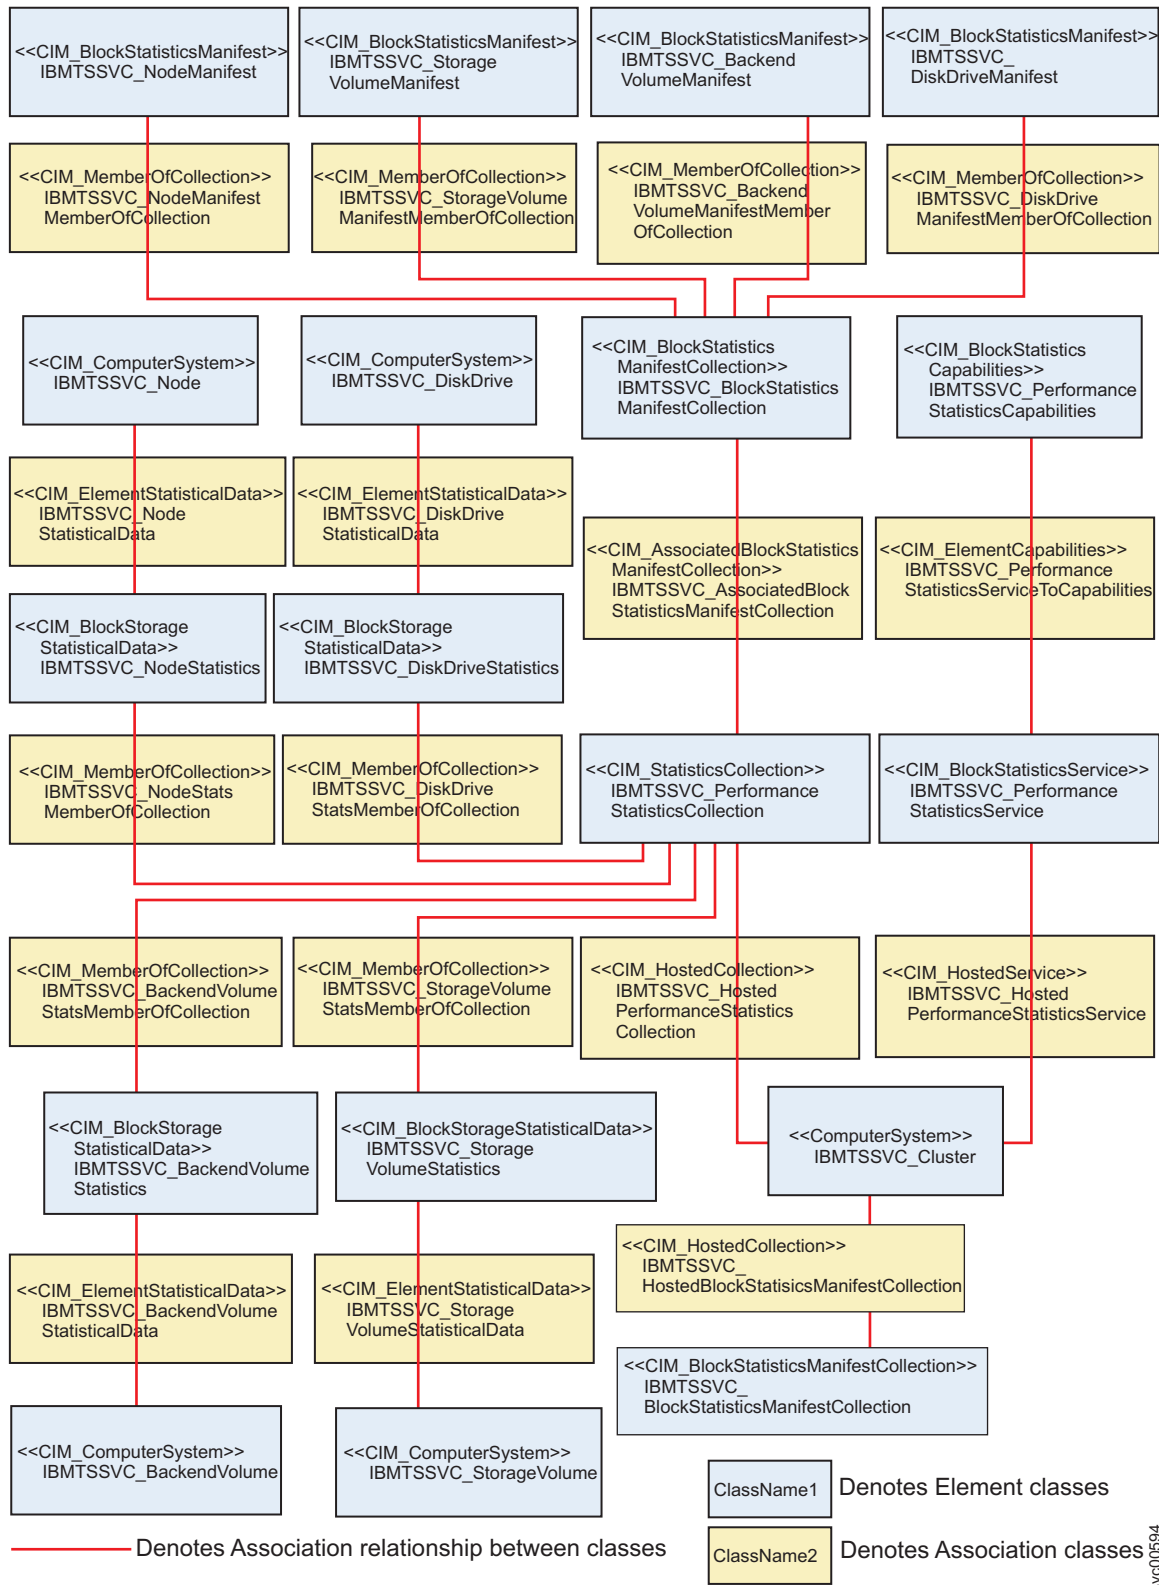 <<CIM_BlockStatisticsManifest>>
IBMTSSVC_NodeManifest
<<CIM_BlockStatisticsManifest>>
IBMTSSVC_Storage
VolumeManifest
<<CIM_BlockStatisticsManifest>>
IBMTSSVC_Backend
VolumeManifest
<<CIM_BlockStatisticsManifest>>
IBMTSSVC_
DiskDriveManifest
<<CIM_MemberOfCollection>>
IBMTSSVC_NodeManifest
MemberOfCollection
<<CIM_MemberOfCollection>>
IBMTSSVC_StorageVolume
ManifestMemberOfCollection
<<CIM_MemberOfCollection>>
IBMTSSVC_Backend
VolumeManifestMember
OfCollection
<<CIM_MemberOfCollection>>
IBMTSSVC_DiskDrive
ManifestMemberOfCollection
<<CIM_ComputerSystem>>
IBMTSSVC_Node
<<CIM_ComputerSystem>>
IBMTSSVC_DiskDrive
<<CIM_BlockStatistics
ManifestCollection>>
IBMTSSVC_BlockStatistics
ManifestCollection
<<CIM_BlockStatistics
Capabilities>>
IBMTSSVC_Performance
StatisticsCapabilities
<<CIM_ElementStatisticalData>>
IBMTSSVC_Node
StatisticalData
<<CIM_ElementStatisticalData>>
IBMTSSVC_DiskDrive
StatisticalData
<<CIM_AssociatedBlockStatistics
ManifestCollection>>
IBMTSSVC_AssociatedBlock
StatisticsManifestCollection
<<CIM_ElementCapabilities>>
IBMTSSVC_Performance
StatisticsServiceToCapabilities
<<CIM_BlockStorage
StatisticalData>>
IBMTSSVC_NodeStatistics
<<CIM_BlockStorage
StatisticalData>>
IBMTSSVC_DiskDriveStatistics
<<CIM_MemberOfCollection>>
IBMTSSVC_NodeStats
MemberOfCollection
<<CIM_MemberOfCollection>>
IBMTSSVC_DiskDrive
StatsMemberOfCollection
<<CIM_StatisticsCollection>>
IBMTSSVC_Performance
StatisticsCollection
<<CIM_BlockStatisticsService>>
IBMTSSVC_Performance
StatisticsService
<<CIM_MemberOfCollection>>
IBMTSSVC_BackendVolume
StatsMemberOfCollection
<<CIM_MemberOfCollection>>
IBMTSSVC_StorageVolume
StatsMemberOfCollection
<<CIM_HostedCollection>>
IBMTSSVC_Hosted
PerformanceStatistics
Collection
<<CIM_HostedService>>
IBMTSSVC_Hosted
PerformanceStatisticsService
<<CIM_BlockStorage
StatisticalData>>
IBMTSSVC_BackendVolume
Statistics
<<CIM_BlockStorageStatisticalData>>
IBMTSSVC_Storage
VolumeStatistics
<<ComputerSystem>>
IBMTSSVC_Cluster
<<CIM_ElementStatisticalData>>
IBMTSSVC_BackendVolume
StatisticalData
<<CIM_ElementStatisticalData>>
IBMTSSVC_Storage
VolumeStatisticalData
<<CIM_HostedCollection>>
IBMTSSVC_
HostedBlockStatisicsManifestCollection
<<CIM_BlockStatisticsManifestCollection>>
IBMTSSVC_
BlockStatisticsManifestCollection
<<CIM_ComputerSystem>>
IBMTSSVC_BackendVolume
<<CIM_ComputerSystem>>
IBMTSSVC_StorageVolume
ClassName1
Denotes Element classes
Denotes Association relationship between classes
ClassName2
Denotes Association classes
yc00594